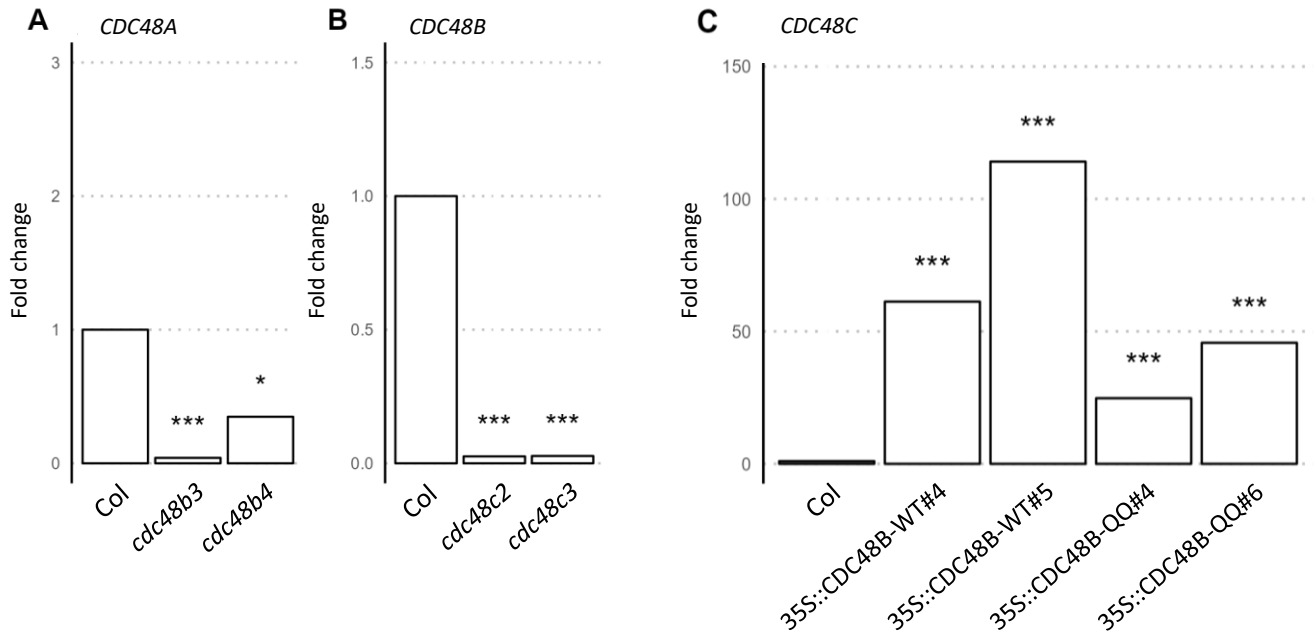 A
CDC48A
3
2
1
0
Fold change
***
*
Col
cdc48b3
cdc48b4
B
CDC48B
1.5
1.0
0.5
0.0
Fold change
***
***
Col
cdc48c2
cdc48c3
C
CDC48C
150
100
50
0
Fold change
***
***
***
***
Col
35S::CDC48B-WT#4
35S::CDC48B-WT#5
35S::CDC48B-QQ#4
35S::CDC48B-QQ#6